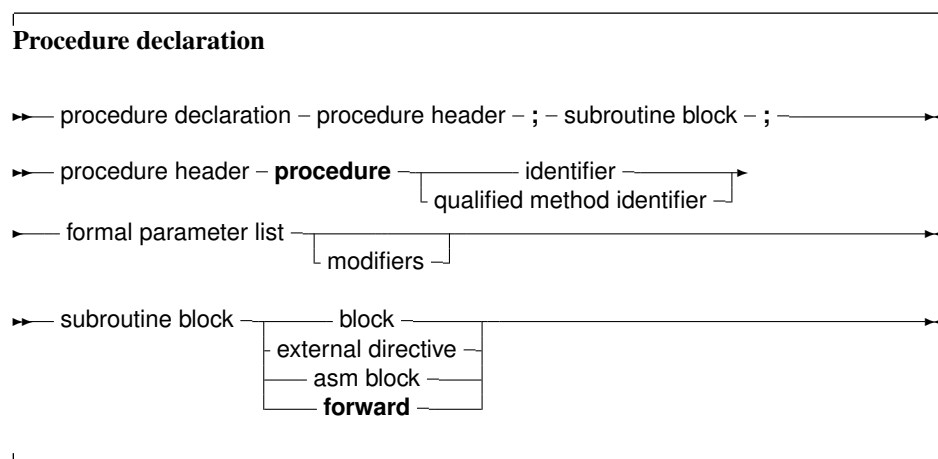 Procedure declaration
procedure declaration procedure header ; subroutine block ;
procedure header procedure identifier
qualified method identifier
formal parameter list
modifiers
subroutine block block
external directive
asm block
forward